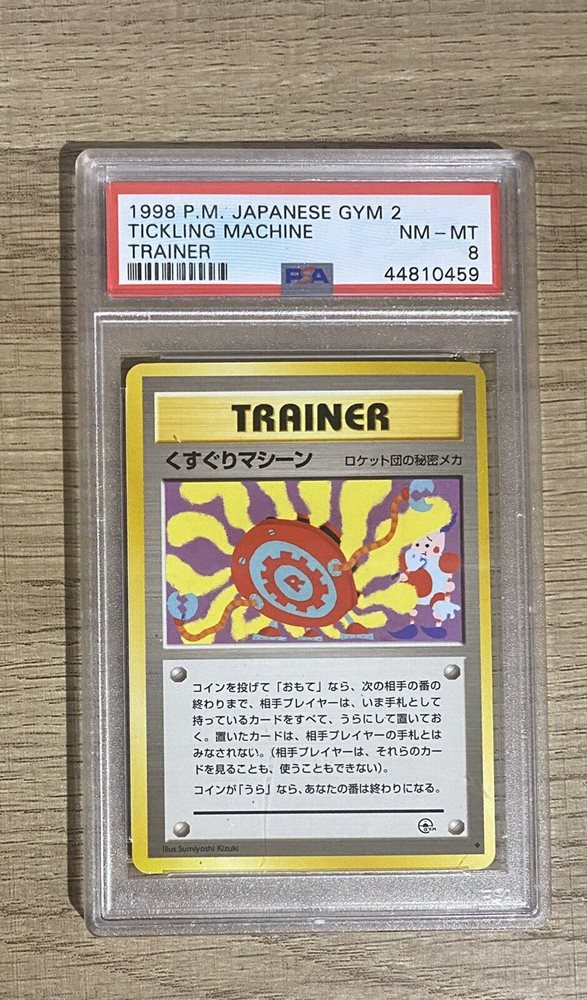 1998 P.M. JAPANESE GYM 2
TICKLING MACHINE NM - MT
TRAINER 8
PSA 44810459
TRAINER
くすぐりマシーン ロケット団の秘密メカ
R
コインを投げて「おもて」なら、次の相手の番の
終わりまで、相手プレイヤーは、いま手札として
持っているカードをすべて、うらにして置いてお
く。置いたカードは、相手プレイヤーの手札とは
みなされない。（相手プレイヤーは、それらのカー
ドを見ることも、使うこともできない）。
コインが「うら」なら、あなたの番は終わりになる。
GYM
Illus. Sumiyoshi Kizuki